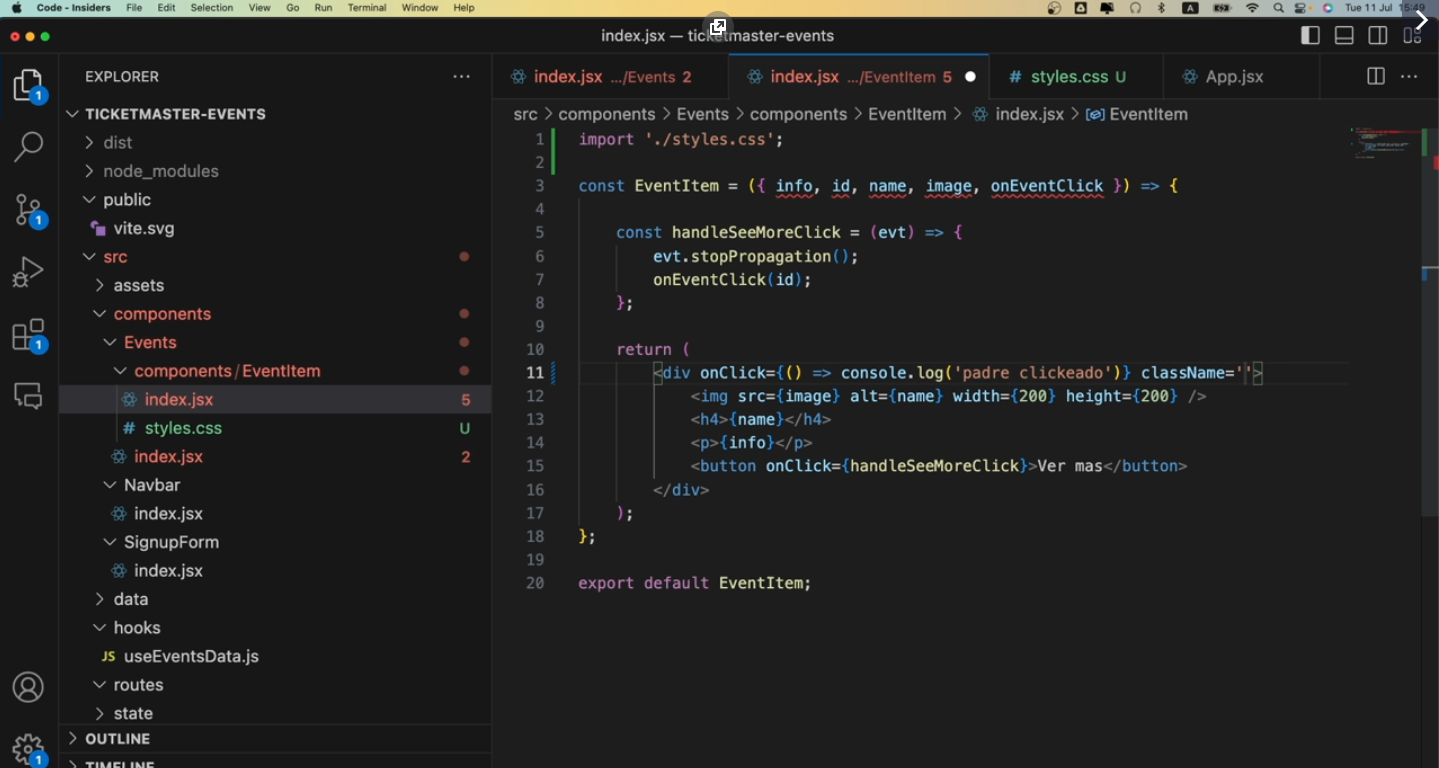 Code - Insiders File Edit Selection View Go Run Terminal Window Help A Tue 11 Jul 15:49
index.jsx — ticketmaster-events
EXPLORER
TICKETMASTER-EVENTS
dist
node_modules
public
vite.svg
src
assets
components
Events
components/EventItem
index.jsx 5
# styles.css U
index.jsx 2
Navbar
index.jsx
SignupForm
index.jsx
data
hooks
JS useEventsData.js
routes
state
OUTLINE
TIMELINE
1
1
1
1
index.jsx .../Events 2
index.jsx .../EventItem 5
# styles.css U
App.jsx
src > components > Events > components > EventItem > index.jsx > EventItem
1 import './styles.css';
2
3 const EventItem = ({ info, id, name, image, onEventClick }) => {
4
5 const handleSeeMoreClick = (evt) => {
6 evt.stopPropagation();
7 onEventClick(id);
8 };
9
10 return (
11 <div onClick={() => console.log('padre clickeado')} className=''>
12 <img src={image} alt={name} width={200} height={200} />
13 <h4>{name}</h4>
14 <p>{info}</p>
15 <button onClick={handleSeeMoreClick}>Ver mas</button>
16 </div>
17 );
18 };
19
20 export default EventItem;